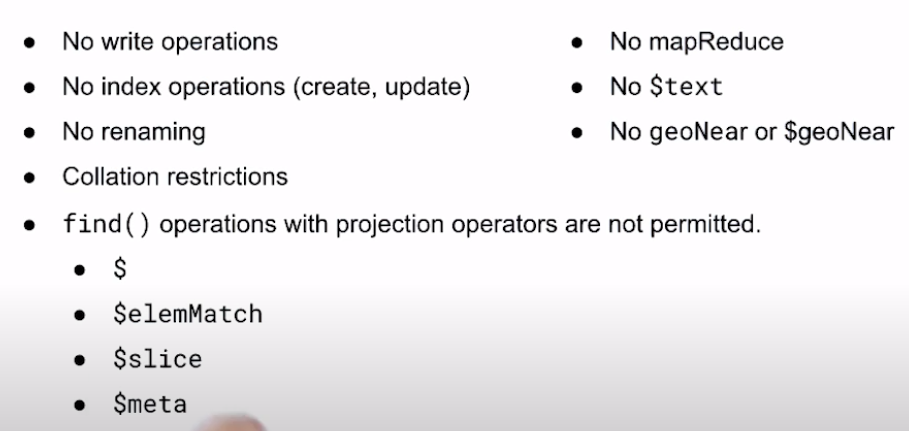 No write operations
No index operations (create, update)
No renaming
Collation restrictions
find() operations with projection operators are not permitted.
$
$elemMatch
$slice
$meta
No mapReduce
No $text
No geoNear or $geoNear